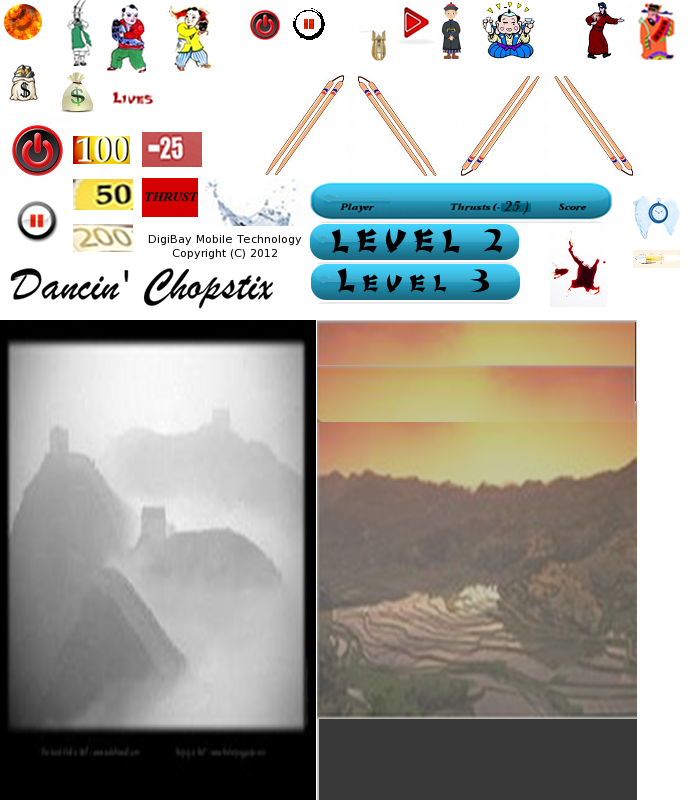 LIVES
100
-25
50
THRUST
200
Player Thrusts (- 25 ) Score
DigiBay Mobile Technology
Copyright (C) 2012
LEVEL 2
LEVEL 3
Dancin' Chopstix